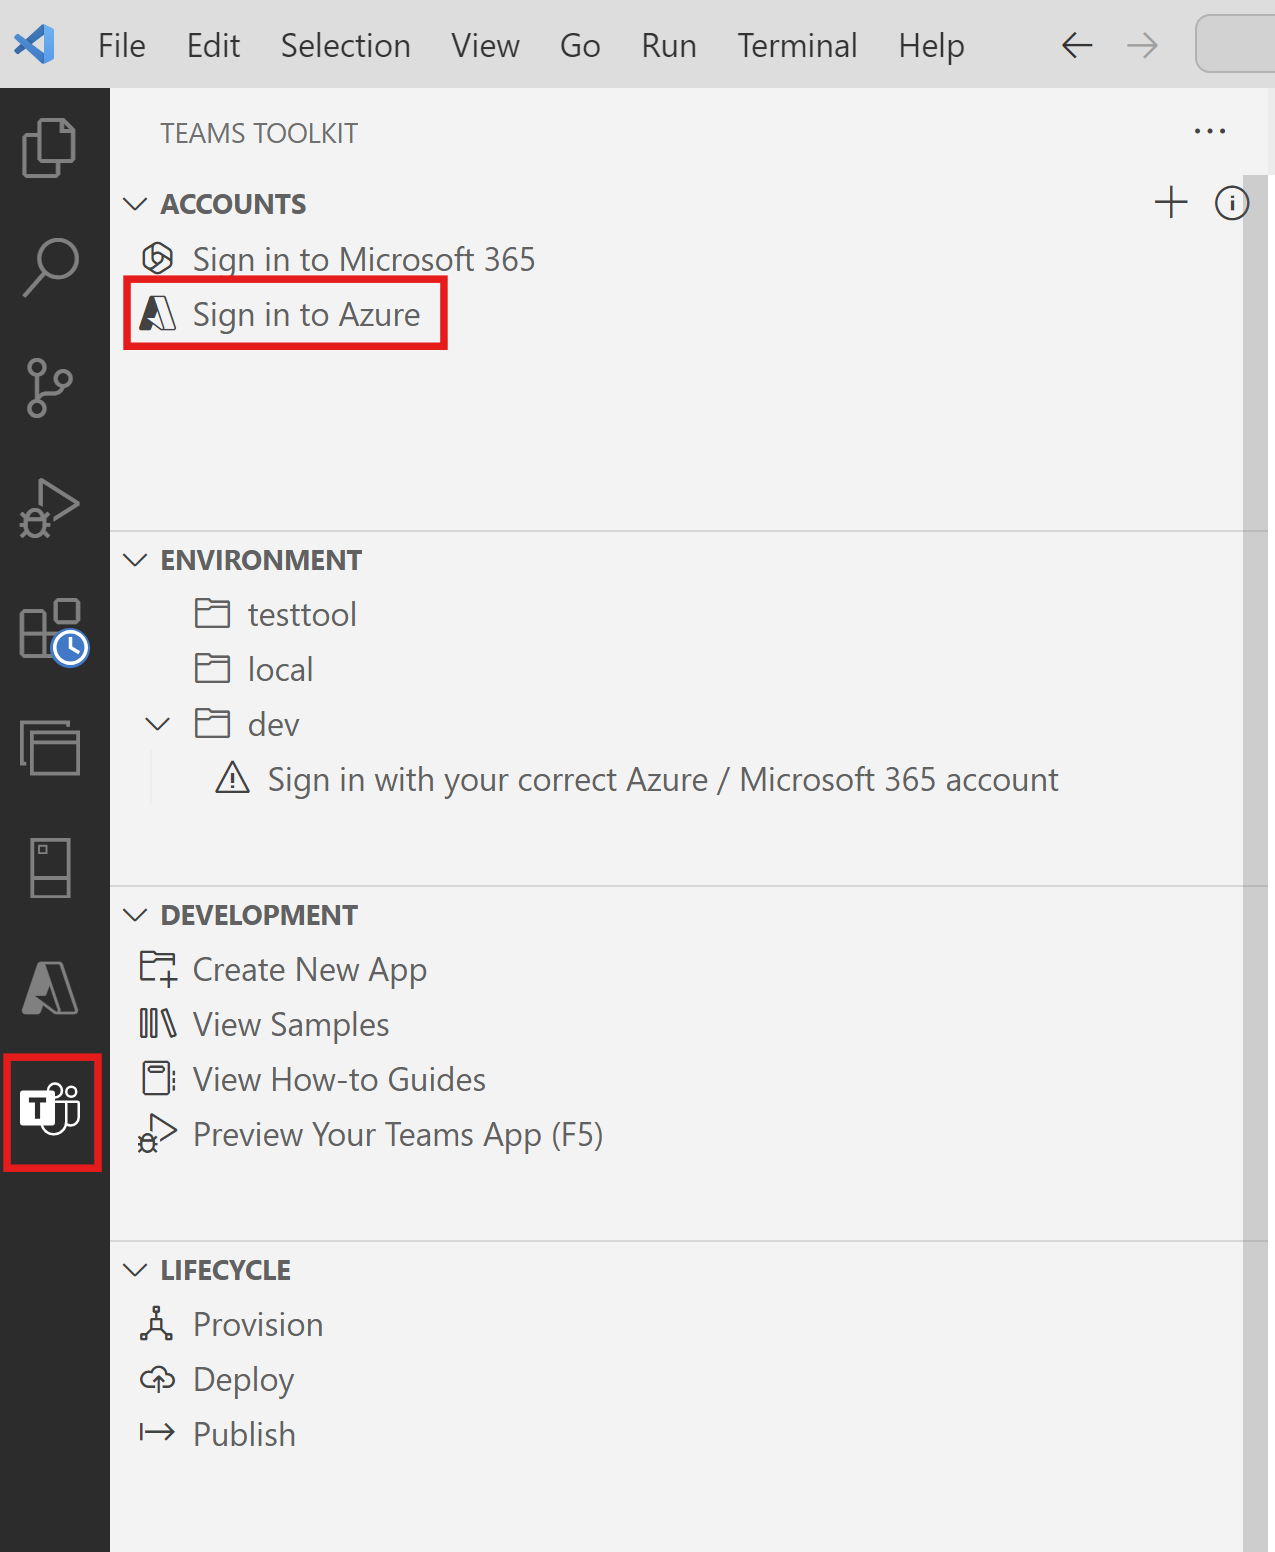 File Edit Selection View Go Run Terminal Help
TEAMS TOOLKIT
ACCOUNTS
Sign in to Microsoft 365
Sign in to Azure
ENVIRONMENT
testtool
local
dev
Sign in with your correct Azure / Microsoft 365 account
DEVELOPMENT
Create New App
View Samples
View How-to Guides
Preview Your Teams App (F5)
LIFECYCLE
Provision
Deploy
Publish